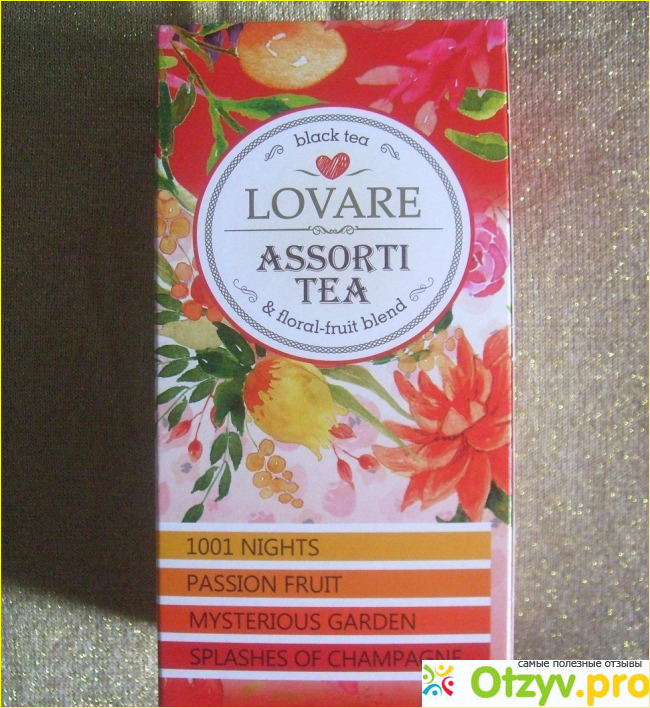 black tea
LOVARE
ASSORTI
TEA
& floral-fruit blend
1001 NIGHTS
PASSION FRUIT
MYSTERIOUS GARDEN
SPLASHES OF CHAMPAGNE
самые полезные отзывы
Otzyv.pro